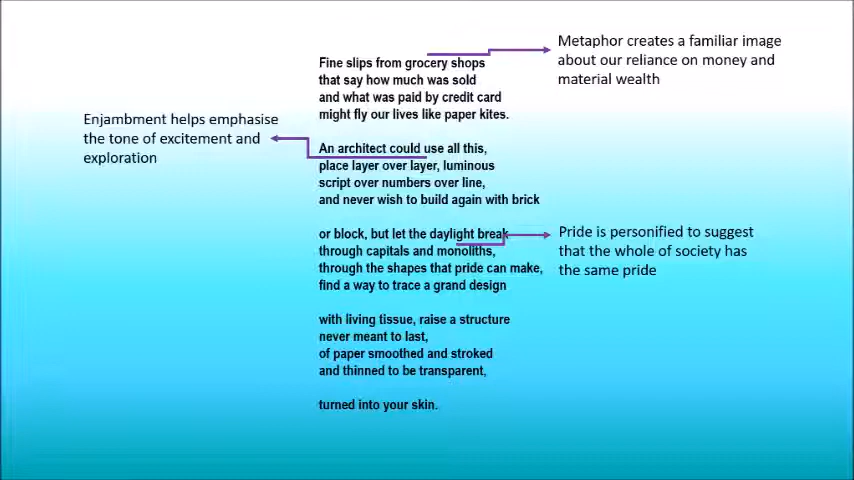 Metaphor creates a familiar image
about our reliance on money and
material wealth
Fine slips from grocery shops
that say how much was sold
and what was paid by credit card
might fly our lives like paper kites.
Enjambment helps emphasise
the tone of excitement and
exploration
An architect could use all this,
place layer over layer, luminous
script over numbers over line,
and never wish to build again with brick
or block, but let the daylight break
through capitals and monoliths,
through the shapes that pride can make,
find a way to trace a grand design
Pride is personified to suggest
that the whole of society has
the same pride
with living tissue, raise a structure
never meant to last,
of paper smoothed and stroked
and thinned to be transparent,
turned into your skin.